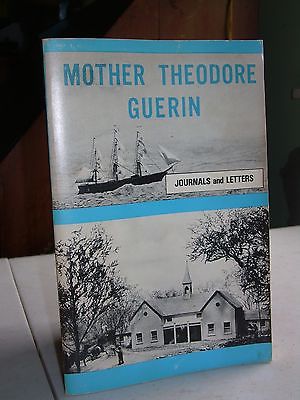 MOTHER THEODORE
GUERIN
JOURNALS and LETTERS